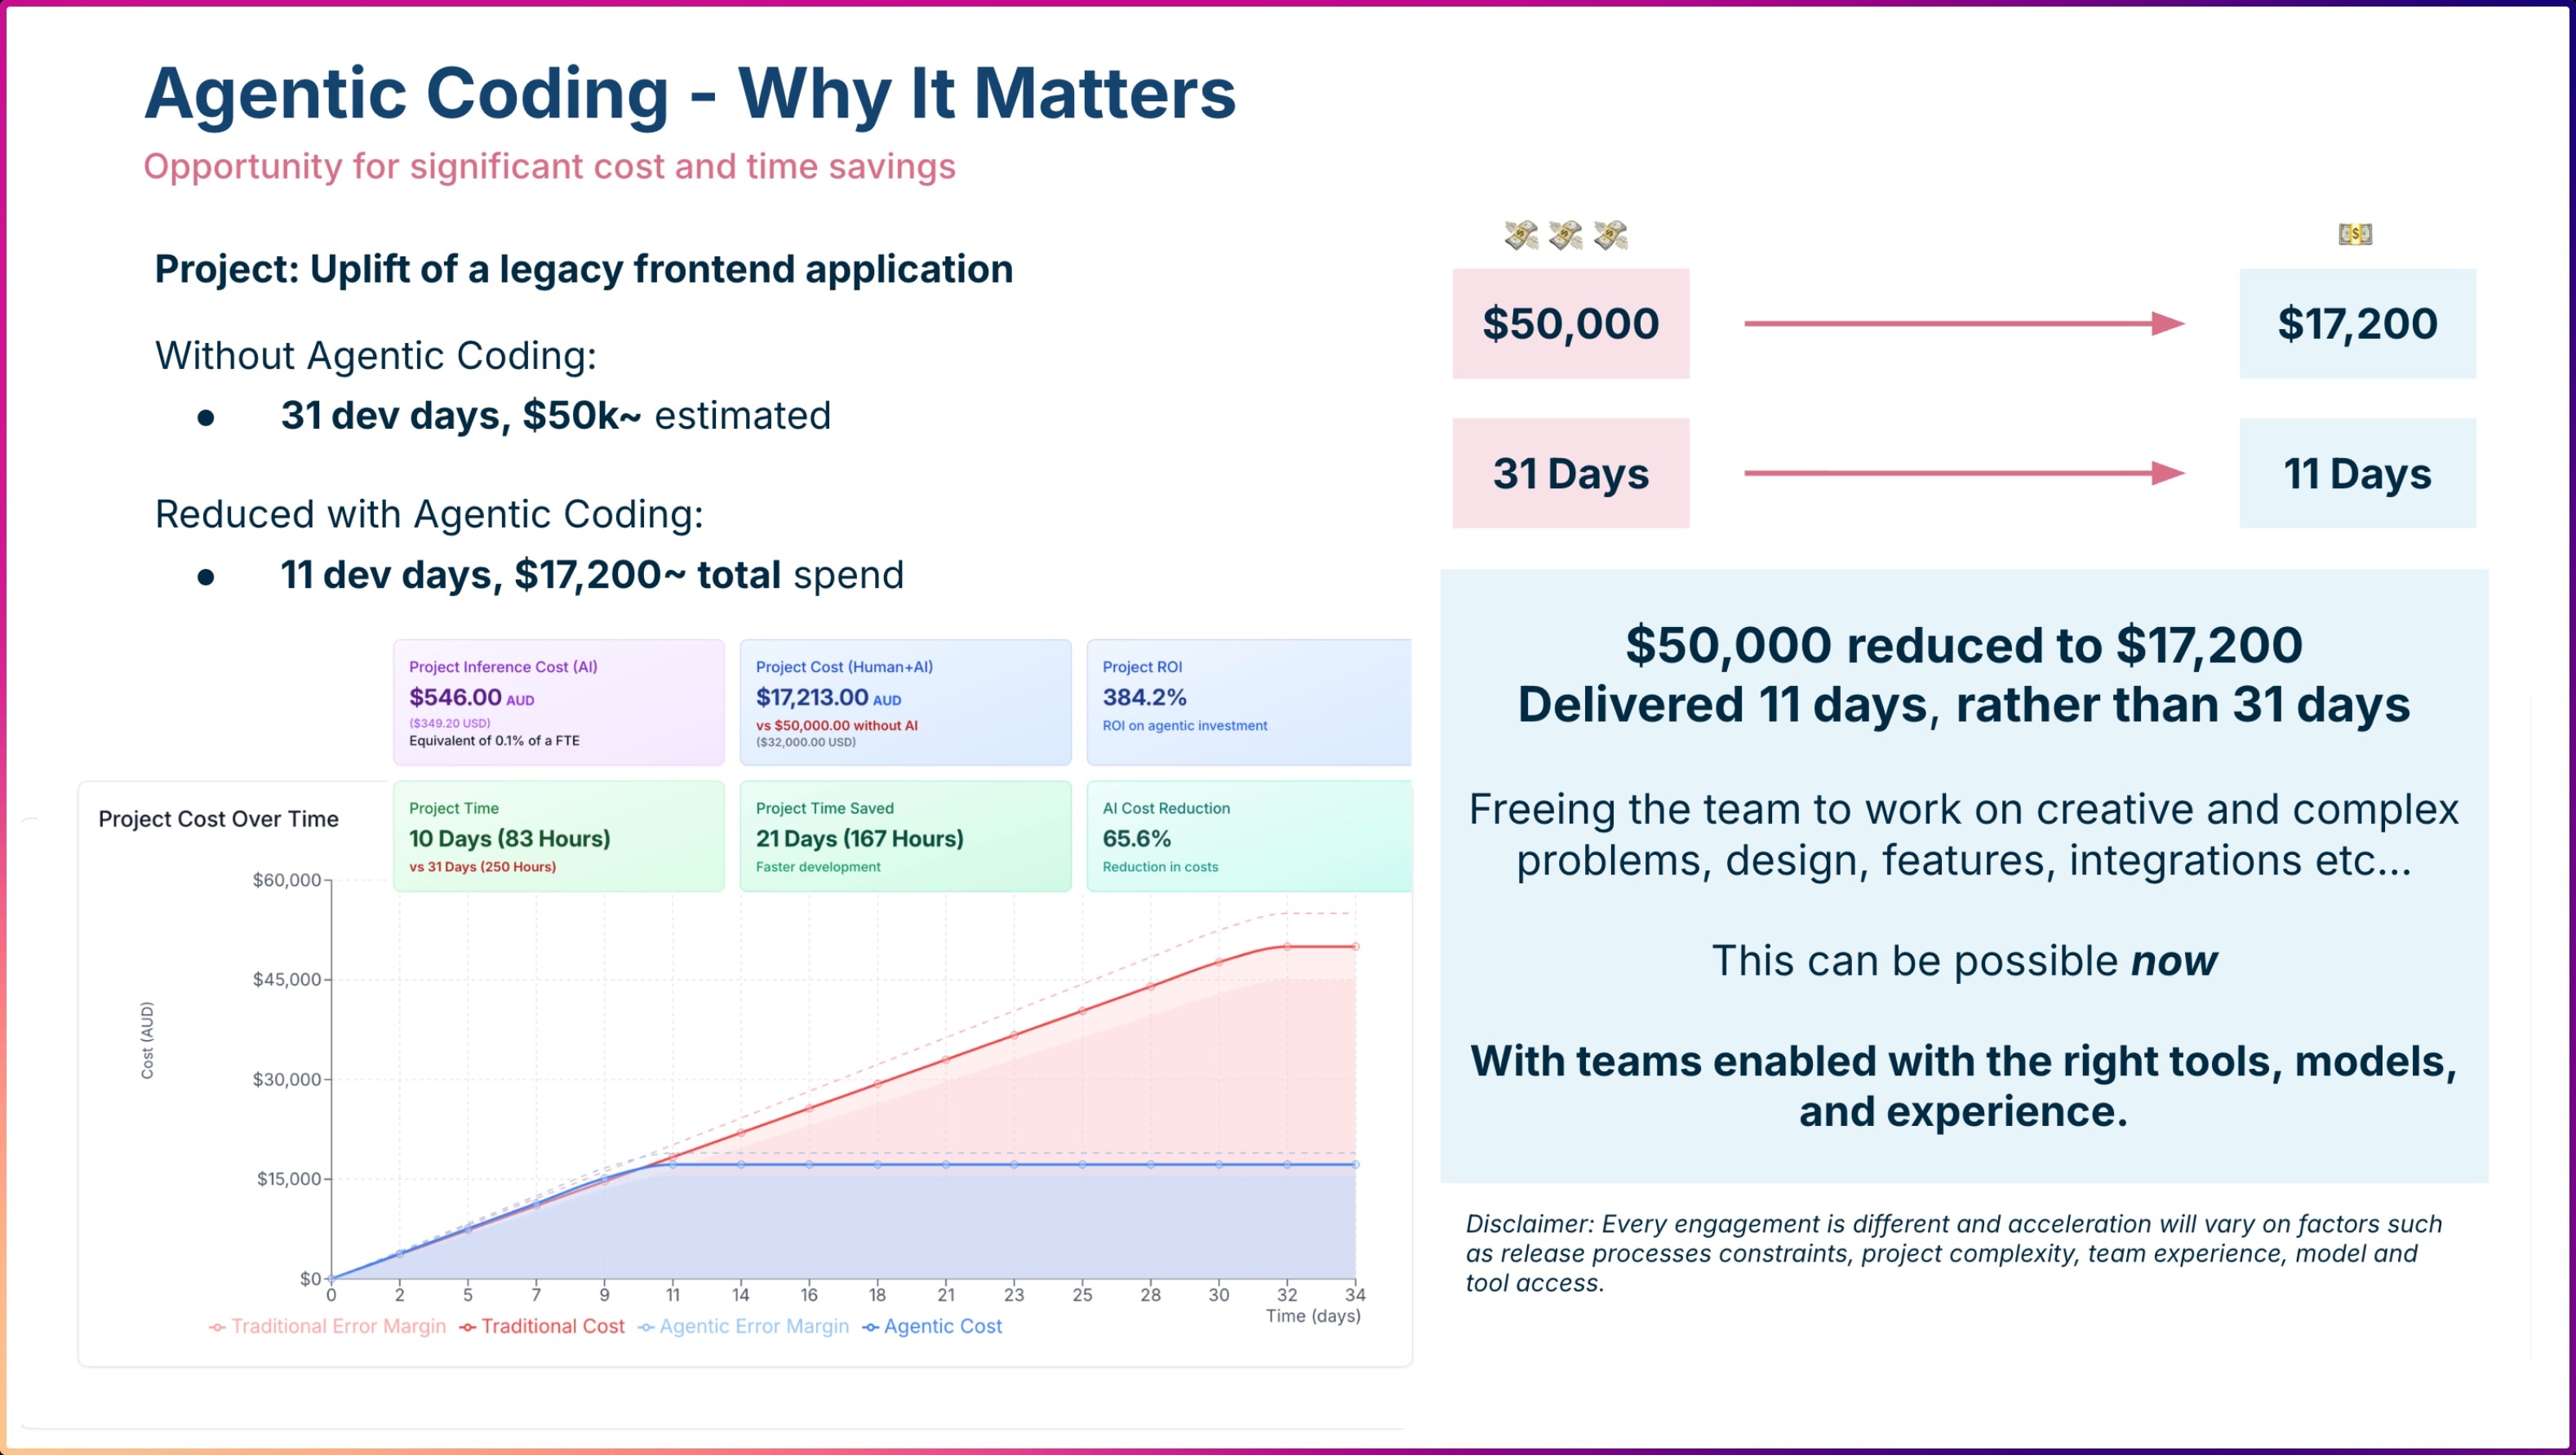 Agentic Coding - Why It Matters
Opportunity for significant cost and time savings
Project: Uplift of a legacy frontend application
Without Agentic Coding:
● 31 dev days, $50k~ estimated
Reduced with Agentic Coding:
● 11 dev days, $17,200~ total spend
Project Inference Cost (AI)
$546.00 AUD
($349.20 USD)
Equivalent of 0.1% of a FTE
Project Cost (Human+AI)
$17,213.00 AUD
vs $50,000.00 without AI
($32,000.00 USD)
Project ROI
384.2%
ROI on agentic investment
Project Time
10 Days (83 Hours)
vs 31 Days (250 Hours)
Project Time Saved
21 Days (167 Hours)
Faster development
AI Cost Reduction
65.6%
Reduction in costs
Project Cost Over Time
Cost (AUD)
$60,000
$45,000
$30,000
$15,000
$0
0 2 5 7 9 11 14 16 18 21 23 25 28 30 32 34
Time (days)
Traditional Error Margin Traditional Cost Agentic Error Margin Agentic Cost
$50,000
$17,200
31 Days
11 Days
$50,000 reduced to $17,200
Delivered 11 days, rather than 31 days
Freeing the team to work on creative and complex
problems, design, features, integrations etc...
This can be possible now
With teams enabled with the right tools, models,
and experience.
Disclaimer: Every engagement is different and acceleration will vary on factors such
as release processes constraints, project complexity, team experience, model and
tool access.